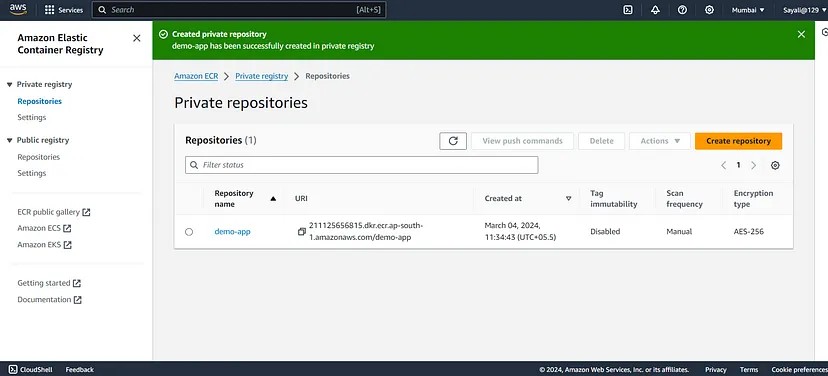 aws
Services
Search
[Alt+S]
Mumbai
Sayali@129
Amazon Elastic
Container Registry
Private registry
Repositories
Settings
Public registry
Repositories
Settings
ECR public gallery
Amazon ECS
Amazon EKS
Getting started
Documentation
Created private repository
demo-app has been successfully created in private registry
Amazon ECR > Private registry > Repositories
Private repositories
Repositories (1)
View push commands
Delete
Actions
Create repository
Filter status
1
Repository
name
URI
Created at
Tag
immutability
Scan
frequency
Encryption
type
demo-app
211125656815.dkr.ecr.ap-south-
1.amazonaws.com/demo-app
March 04, 2024,
11:34:43 (UTC+05.5)
Disabled
Manual
AES-256
CloudShell
Feedback
© 2024, Amazon Web Services, Inc. or its affiliates.
Privacy
Terms
Cookie preferences